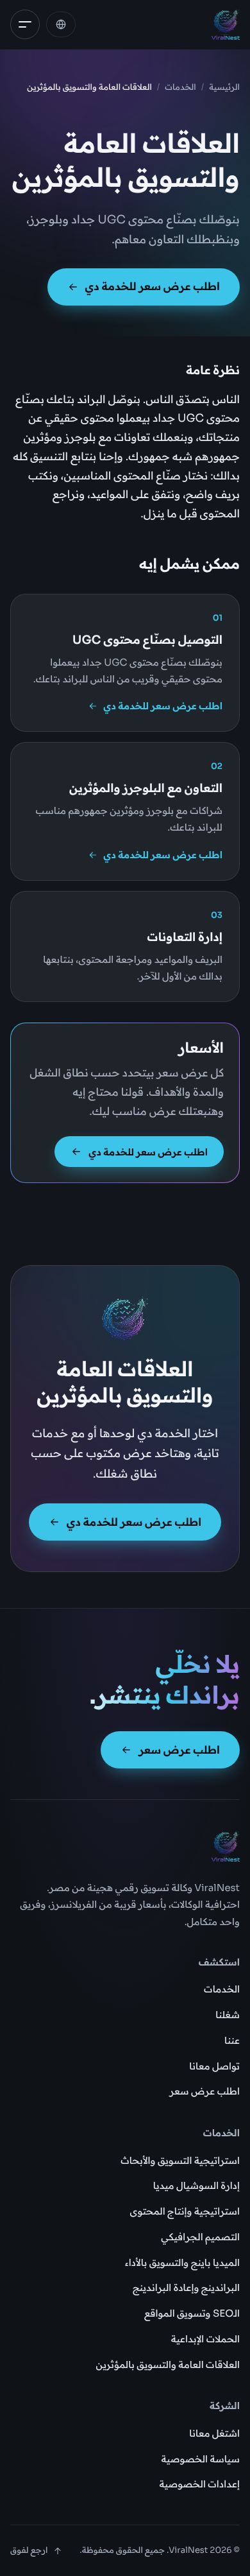 ViralNest
الرئيسية / الخدمات / العلاقات العامة والتسويق بالمؤثرين
العلاقات العامة
والتسويق بالمؤثرين
بنوصّلك بصنّاع محتوى UGC جداد وبلوجرز،
وبنظبطلك التعاون معاهم.
اطلب عرض سعر للخدمة دي ←
نظرة عامة
الناس بتصدّق الناس. بنوصّل البراند بتاعك بصنّاع
محتوى UGC جداد بيعملوا محتوى حقيقي عن
منتجاتك، وبنعملك تعاونات مع بلوجرز ومؤثرين
جمهورهم شبه جمهورك. وإحنا بنتابع التنسيق كله
بدالك: نختار صنّاع المحتوى المناسبين، ونكتب
بريف واضح، ونتفق على المواعيد، ونراجع
المحتوى قبل ما ينزل.
ممكن يشمل إيه
01
التوصيل بصنّاع محتوى UGC
بنوصّلك بصنّاع محتوى UGC جداد بيعملوا
محتوى حقيقي وقريب من الناس للبراند بتاعك.
اطلب عرض سعر للخدمة دي ←
02
التعاون مع البلوجرز والمؤثرين
شراكات مع بلوجرز ومؤثرين جمهورهم مناسب
للبراند بتاعك.
اطلب عرض سعر للخدمة دي ←
03
إدارة التعاونات
البريف والمواعيد ومراجعة المحتوى، بنتابعها
بدالك من الأول للآخر.
الأسعار
كل عرض سعر بيتحدد حسب نطاق الشغل
والمدة والأهداف. قولنا محتاج إيه
وهنبعتلك عرض مناسب ليك.
اطلب عرض سعر للخدمة دي ←
العلاقات العامة
والتسويق بالمؤثرين
اختار الخدمة دي لوحدها أو مع خدمات
تانية، وهتاخد عرض مكتوب على حسب
نطاق شغلك.
اطلب عرض سعر للخدمة دي ←
يلا نخلّي
براندك ينتشر.
اطلب عرض سعر ←
ViralNest
ViralNest وكالة تسويق رقمي هجينة من مصر.
احترافية الوكالات، بأسعار قريبة من الفريلانسرز، وفريق
واحد متكامل.
استكشف
الخدمات
شغلنا
عننا
تواصل معانا
اطلب عرض سعر
الخدمات
استراتيجية التسويق والأبحاث
إدارة السوشيال ميديا
استراتيجية وإنتاج المحتوى
التصميم الجرافيكي
الميديا باينج والتسويق بالأداء
البراندينج وإعادة البراندينج
الـSEO وتسويق المواقع
الحملات الإبداعية
العلاقات العامة والتسويق بالمؤثرين
الشركة
اشتغل معانا
سياسة الخصوصية
إعدادات الخصوصية
© 2026 ViralNest. جميع الحقوق محفوظة.
↑ ارجع لفوق